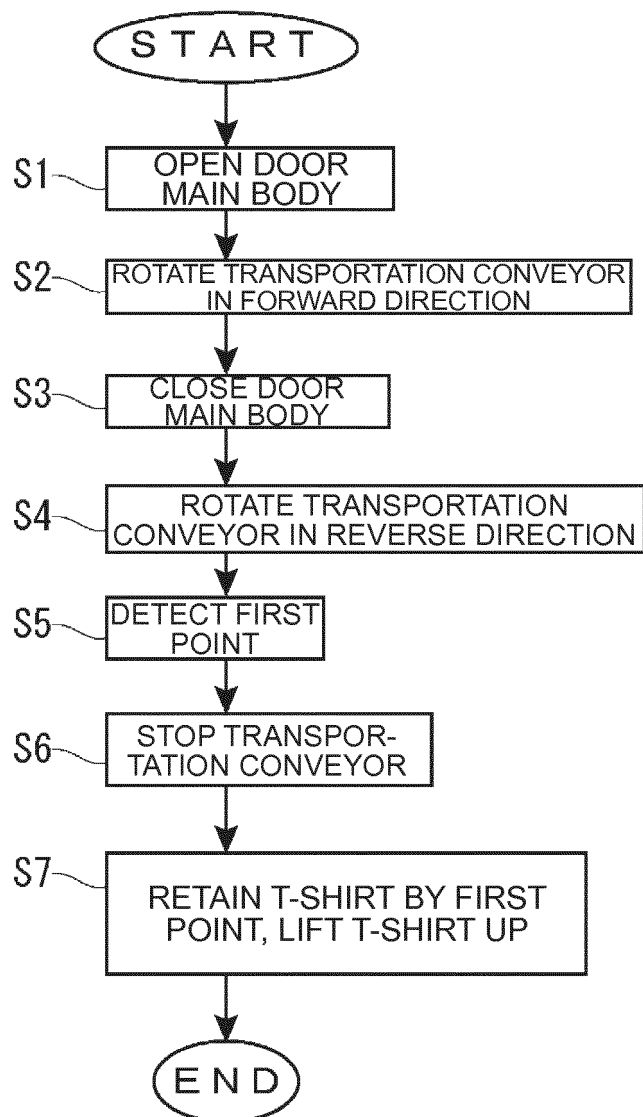 START
S1
OPEN DOOR
MAIN BODY
S2
ROTATE TRANSPORTATION CONVEYOR
IN FORWARD DIRECTION
S3
CLOSE DOOR
MAIN BODY
S4
ROTATE TRANSPORTATION
CONVEYOR IN REVERSE DIRECTION
S5
DETECT FIRST
POINT
S6
STOP TRANSPOR-
TATION CONVEYOR
S7
RETAIN T-SHIRT BY FIRST
POINT, LIFT T-SHIRT UP
END